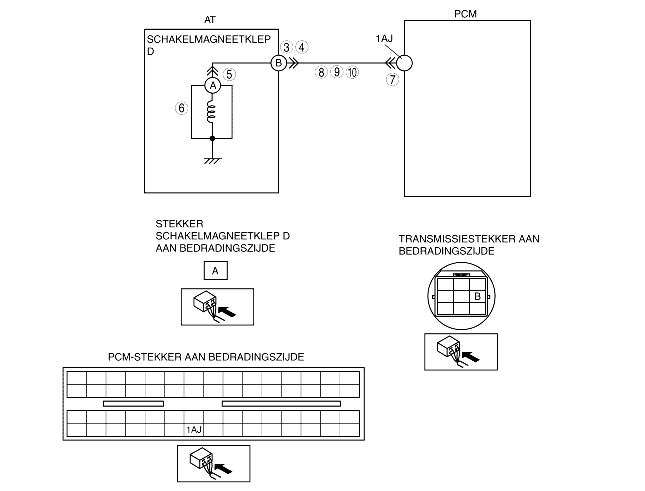 AT
PCM
SCHAKELMAGNEETKLEP
D
1AJ
3 4
B
5
A
8 9 10
7
6
STEKKER
SCHAKELMAGNEETKLEP D
AAN BEDRADINGSZIJDE
A
TRANSMISSIESTEKKER AAN
BEDRADINGSZIJDE
B
PCM-STEKKER AAN BEDRADINGSZIJDE
1AJ